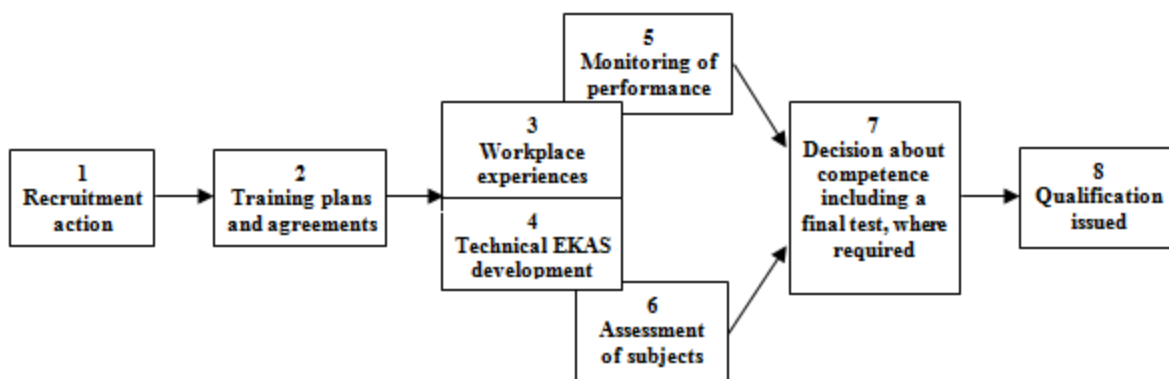 1
Recruitment
action
2
Training plans
and agreements
3
Workplace
experiences
4
Technical EKAS
development
5
Monitoring of
performance
6
Assessment
of subjects
7
Decision about
competence
including a
final test, where
required
8
Qualification
issued